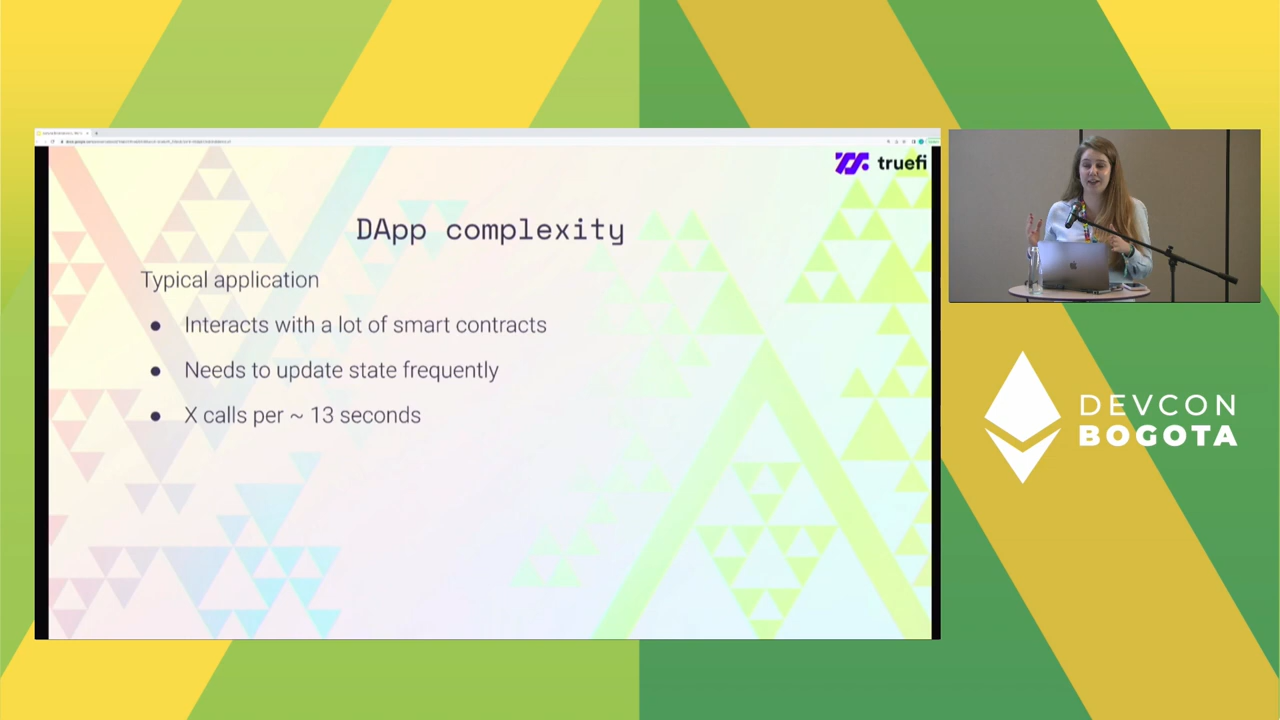 truefi
DApp complexity
Typical application
● Interacts with a lot of smart contracts
● Needs to update state frequently
● X calls per ~ 13 seconds
DEVCON
BOGOTA